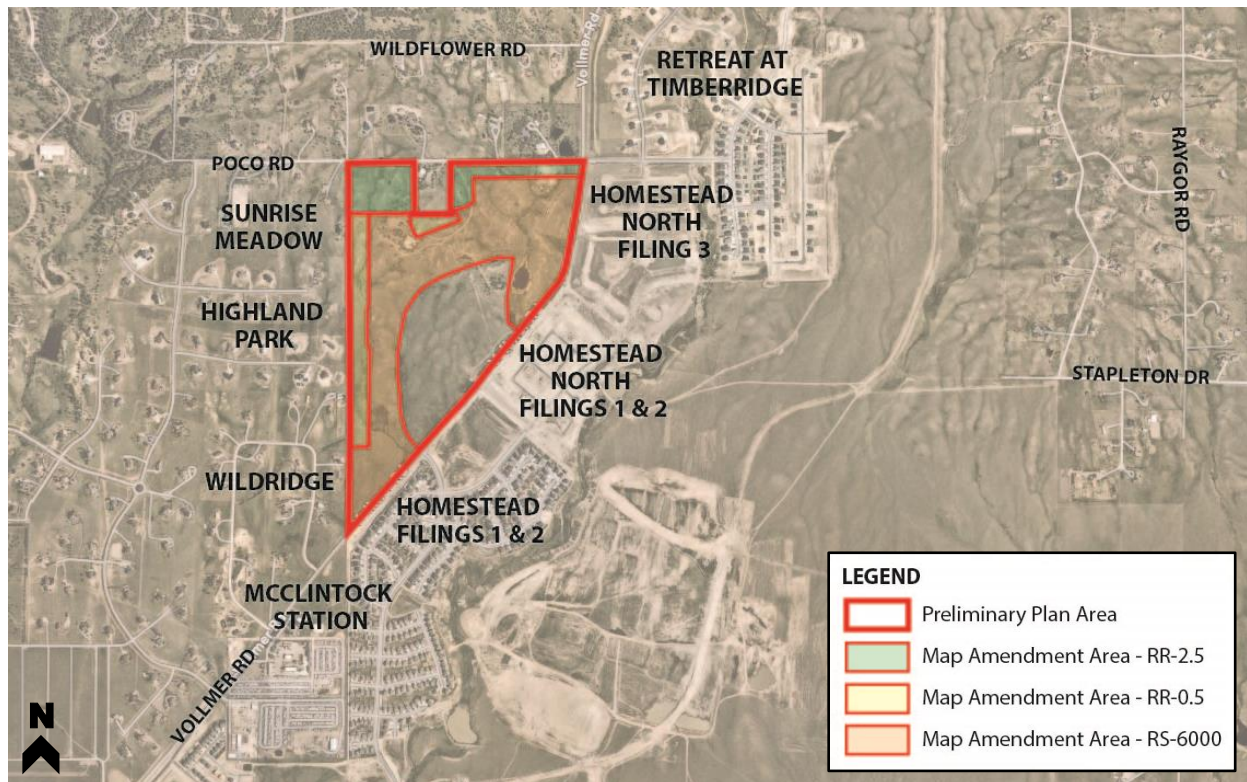 WILDFLOWER RD
Vollmer Rd
RETREAT AT
TIMBERRIDGE
POCO RD
RAYGOR RD
SUNRISE
MEADOW
HOMESTEAD
NORTH
FILING 3
HIGHLAND
PARK
HOMESTEAD
NORTH
FILINGS 1 & 2
STAPLETON DR
WILDRIDGE
HOMESTEAD
FILINGS 1 & 2
MCCLINTOCK
STATION
VOLLMER RD
N
LEGEND
Preliminary Plan Area
Map Amendment Area - RR-2.5
Map Amendment Area - RR-0.5
Map Amendment Area - RS-6000